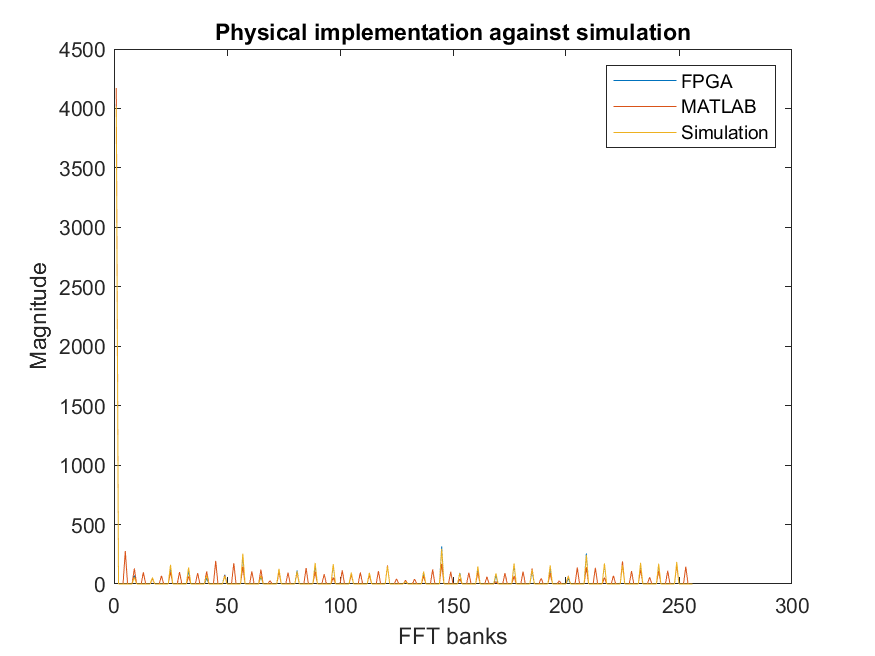 Physical implementation against simulation
4500
4000
3500
3000
2500
2000
1500
1000
500
0
Magnitude
FPGA
MATLAB
Simulation
0 50 100 150 200 250 300
FFT banks